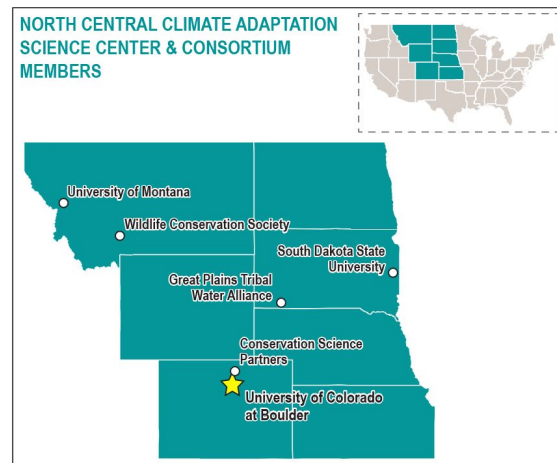 NORTH CENTRAL CLIMATE ADAPTATION
SCIENCE CENTER & CONSORTIUM
MEMBERS
University of Montana
Wildlife Conservation Society
South Dakota State
University
Great Plains Tribal
Water Alliance
Conservation Science
Partners
University of Colorado
at Boulder